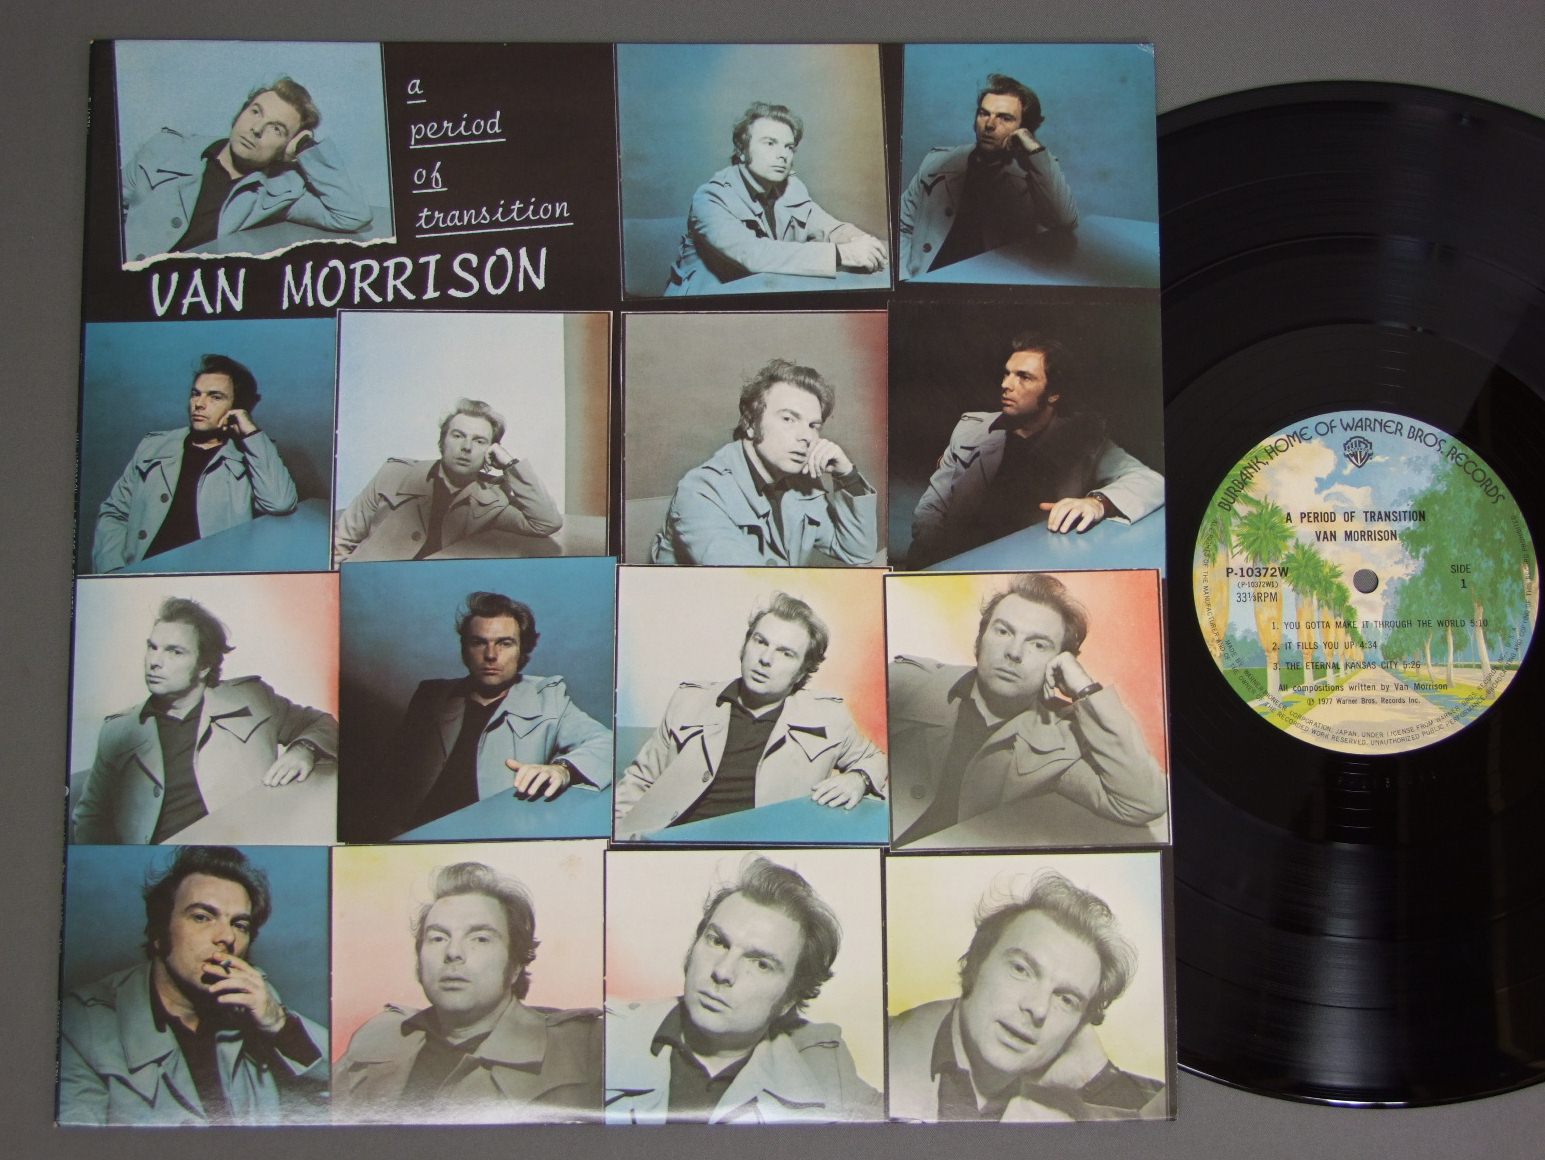 a
period
of
transition
VAN MORRISON
BURBANK, HOME OF WARNER BROS. RECORDS
A PERIOD OF TRANSITION
VAN MORRISON
P-10372W
(P-10372W1)
33⅓RPM
SIDE
1
1. YOU GOTTA MAKE IT THROUGH THE WORLD 5:10
2. IT FILLS YOU UP 4:34
3. THE ETERNAL KANSAS CITY 5:26
All compositions written by Van Morrison
℗ 1977 Warner Bros. Records Inc.